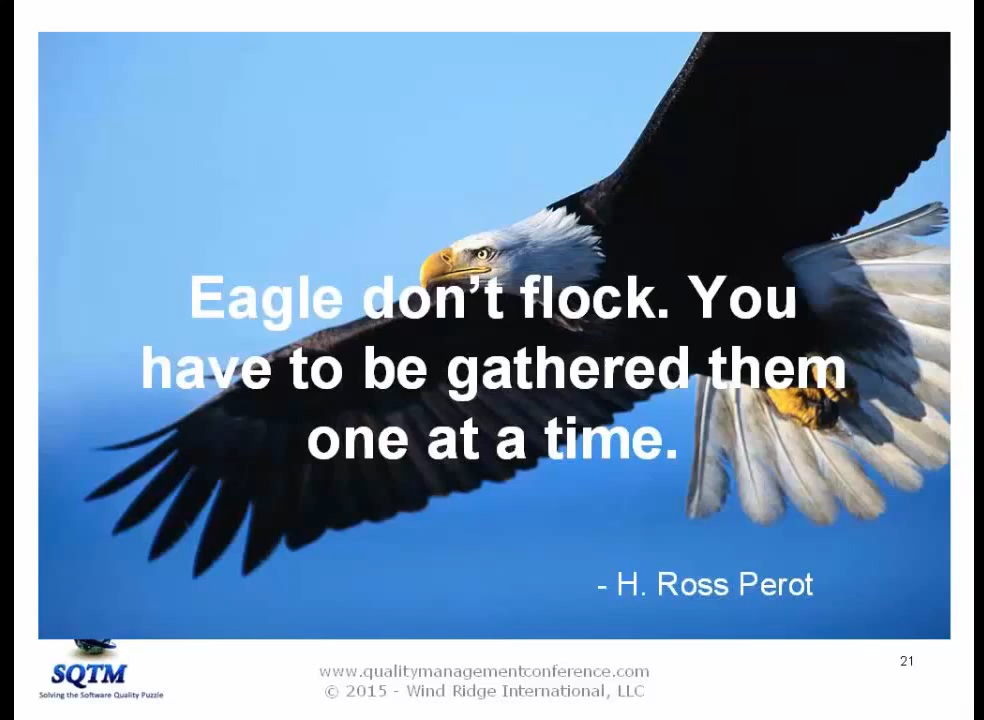 Eagle don't flock. You
have to be gathered them
one at a time.
- H. Ross Perot
SQTM
Solving the Software Quality Puzzle
www.qualitymanagementconference.com
© 2015 - Wind Ridge International, LLC
21